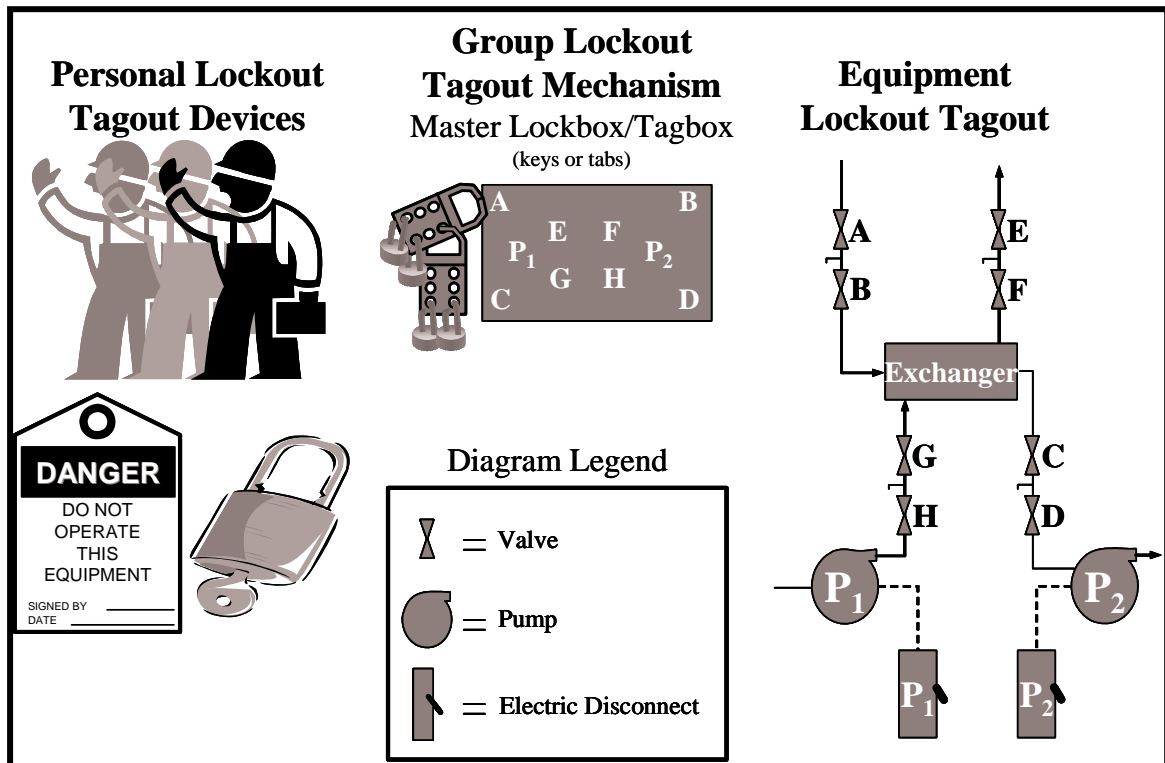 Personal Lockout
Tagout Devices
DANGER
DO NOT
OPERATE
THIS
EQUIPMENT
SIGNED BY
DATE
Group Lockout
Tagout Mechanism
Master Lockbox/Tagbox
(keys or tabs)
A B
E F
P1 P2
G H
C D
Diagram Legend
= Valve
= Pump
= Electric Disconnect
Equipment
Lockout Tagout
A E
B F
Exchanger
G C
H D
P1 P2
P1 P2